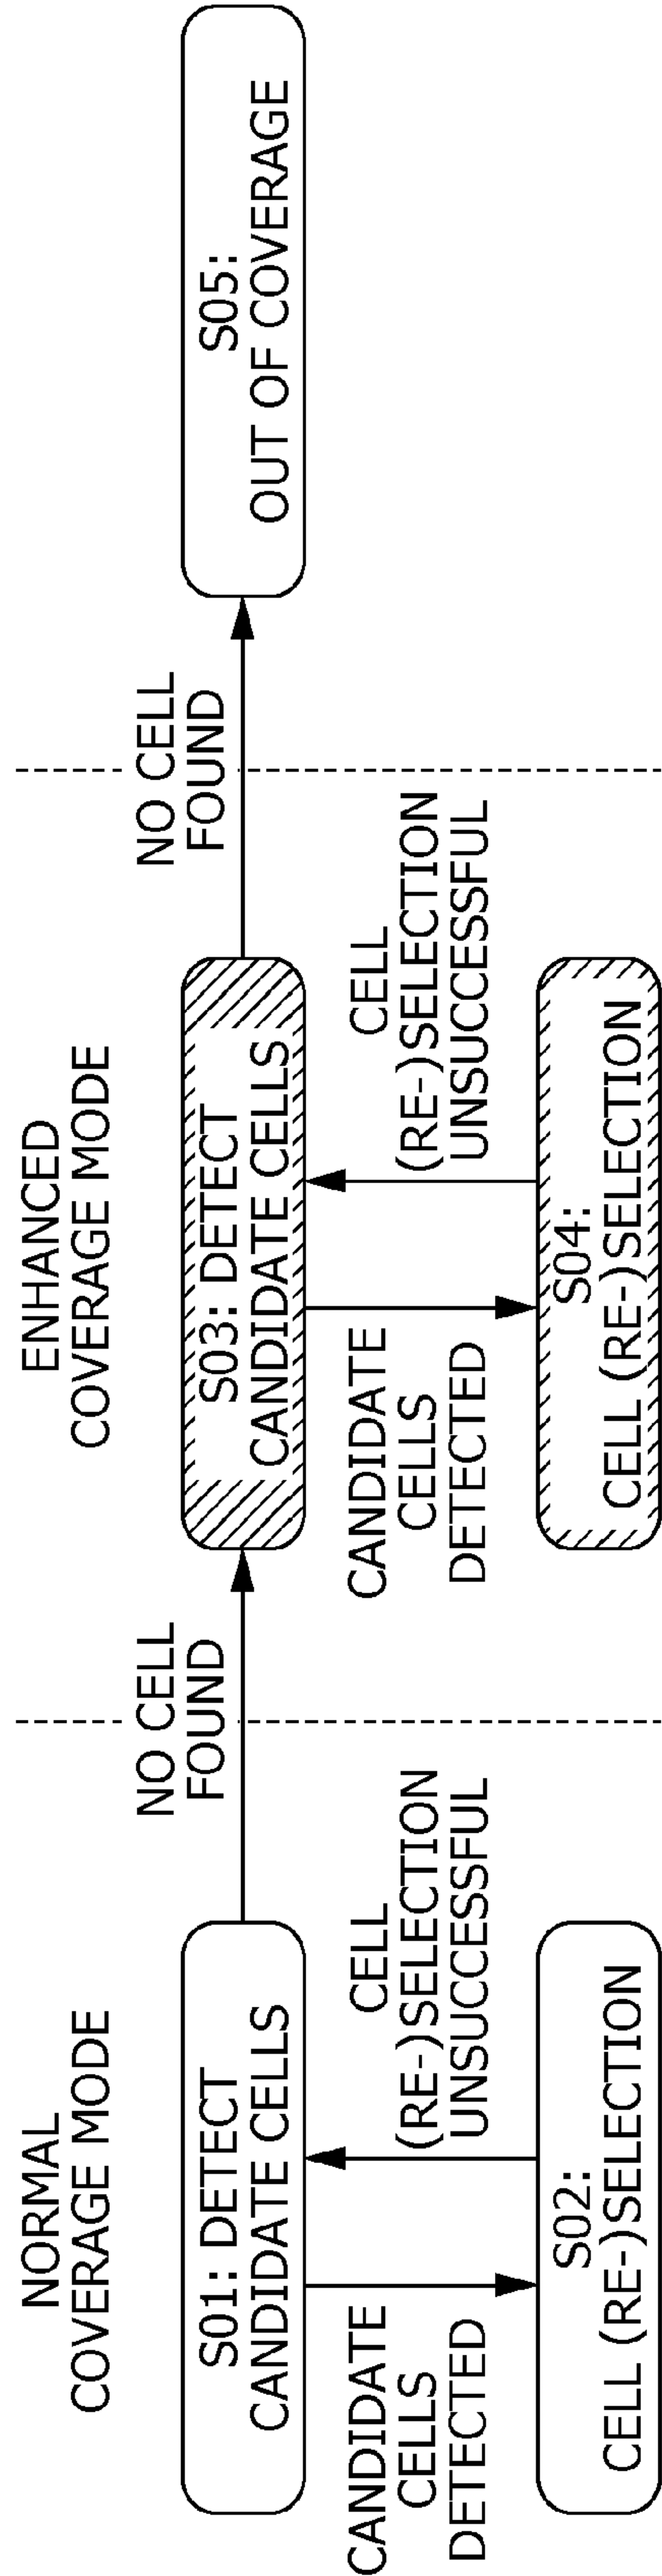 NORMAL
COVERAGE MODE
S01: DETECT
CANDIDATE CELLS
CANDIDATE
CELLS
DETECTED
CELL
(RE-)SELECTION
UNSUCCESSFUL
S02:
CELL (RE-)SELECTION
NO CELL
FOUND
ENHANCED
COVERAGE MODE
S03: DETECT
CANDIDATE CELLS
CANDIDATE
CELLS
DETECTED
CELL
(RE-)SELECTION
UNSUCCESSFUL
S04:
CELL (RE-)SELECTION
NO CELL
FOUND
S05:
OUT OF COVERAGE